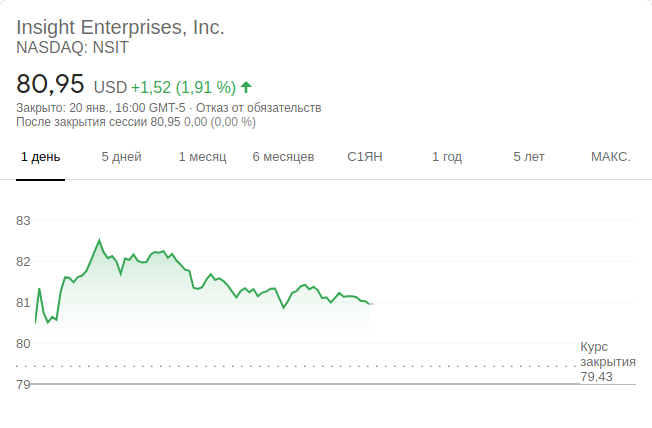 Insight Enterprises, Inc.
NASDAQ: NSIT
80,95 USD +1,52 (1,91 %)
Закрыто: 20 янв., 16:00 GMT-5 · Отказ от обязательств
После закрытия сессии 80,95 0,00 (0,00 %)
1 день 5 дней 1 месяц 6 месяцев С1ЯН 1 год 5 лет МАКС.
83
82
81
80
Курс
закрытия
79,43
79